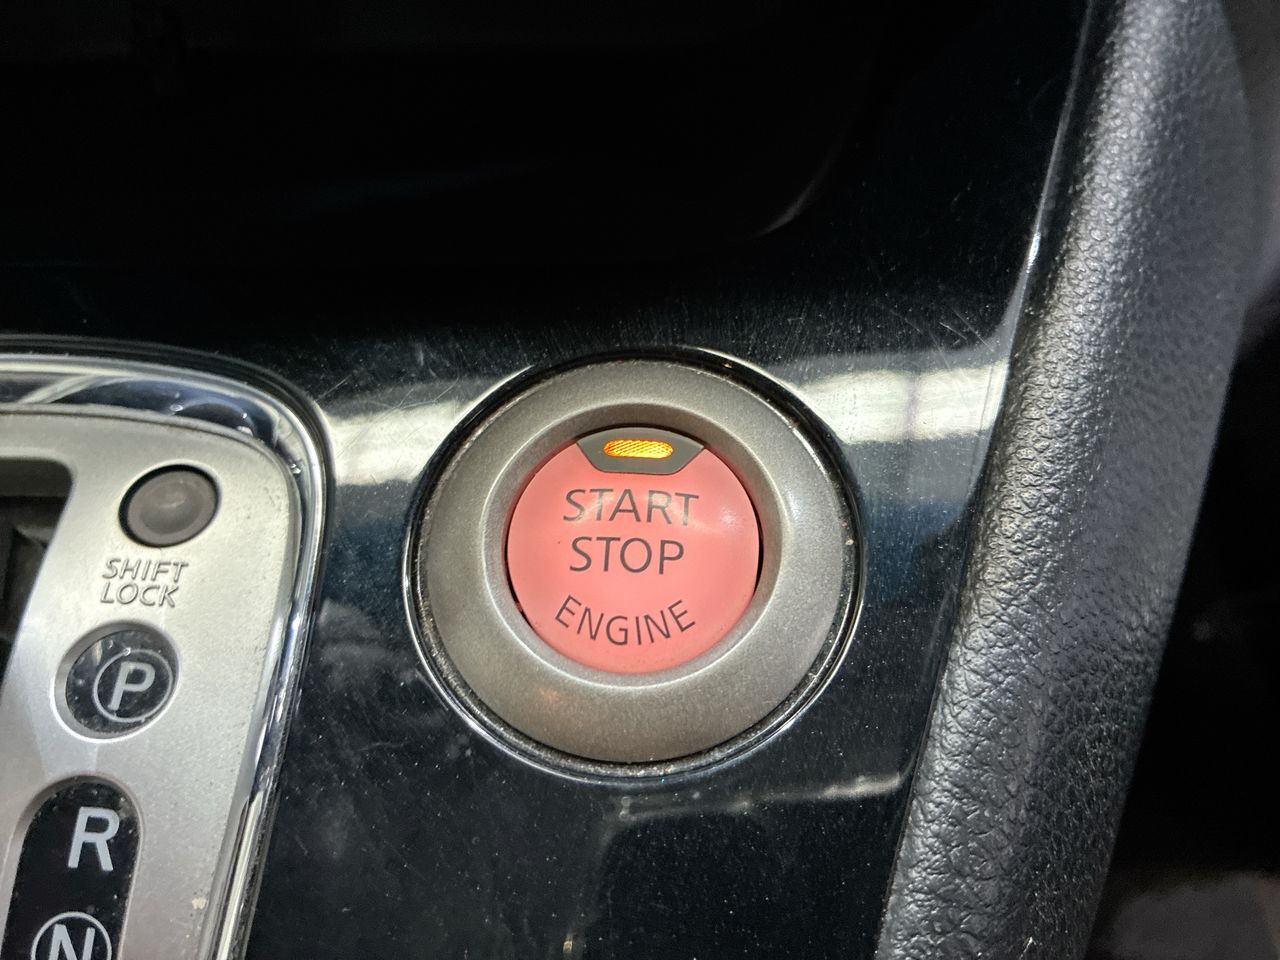 START
STOP
ENGINE
SHIFT
LOCK
P
R
N